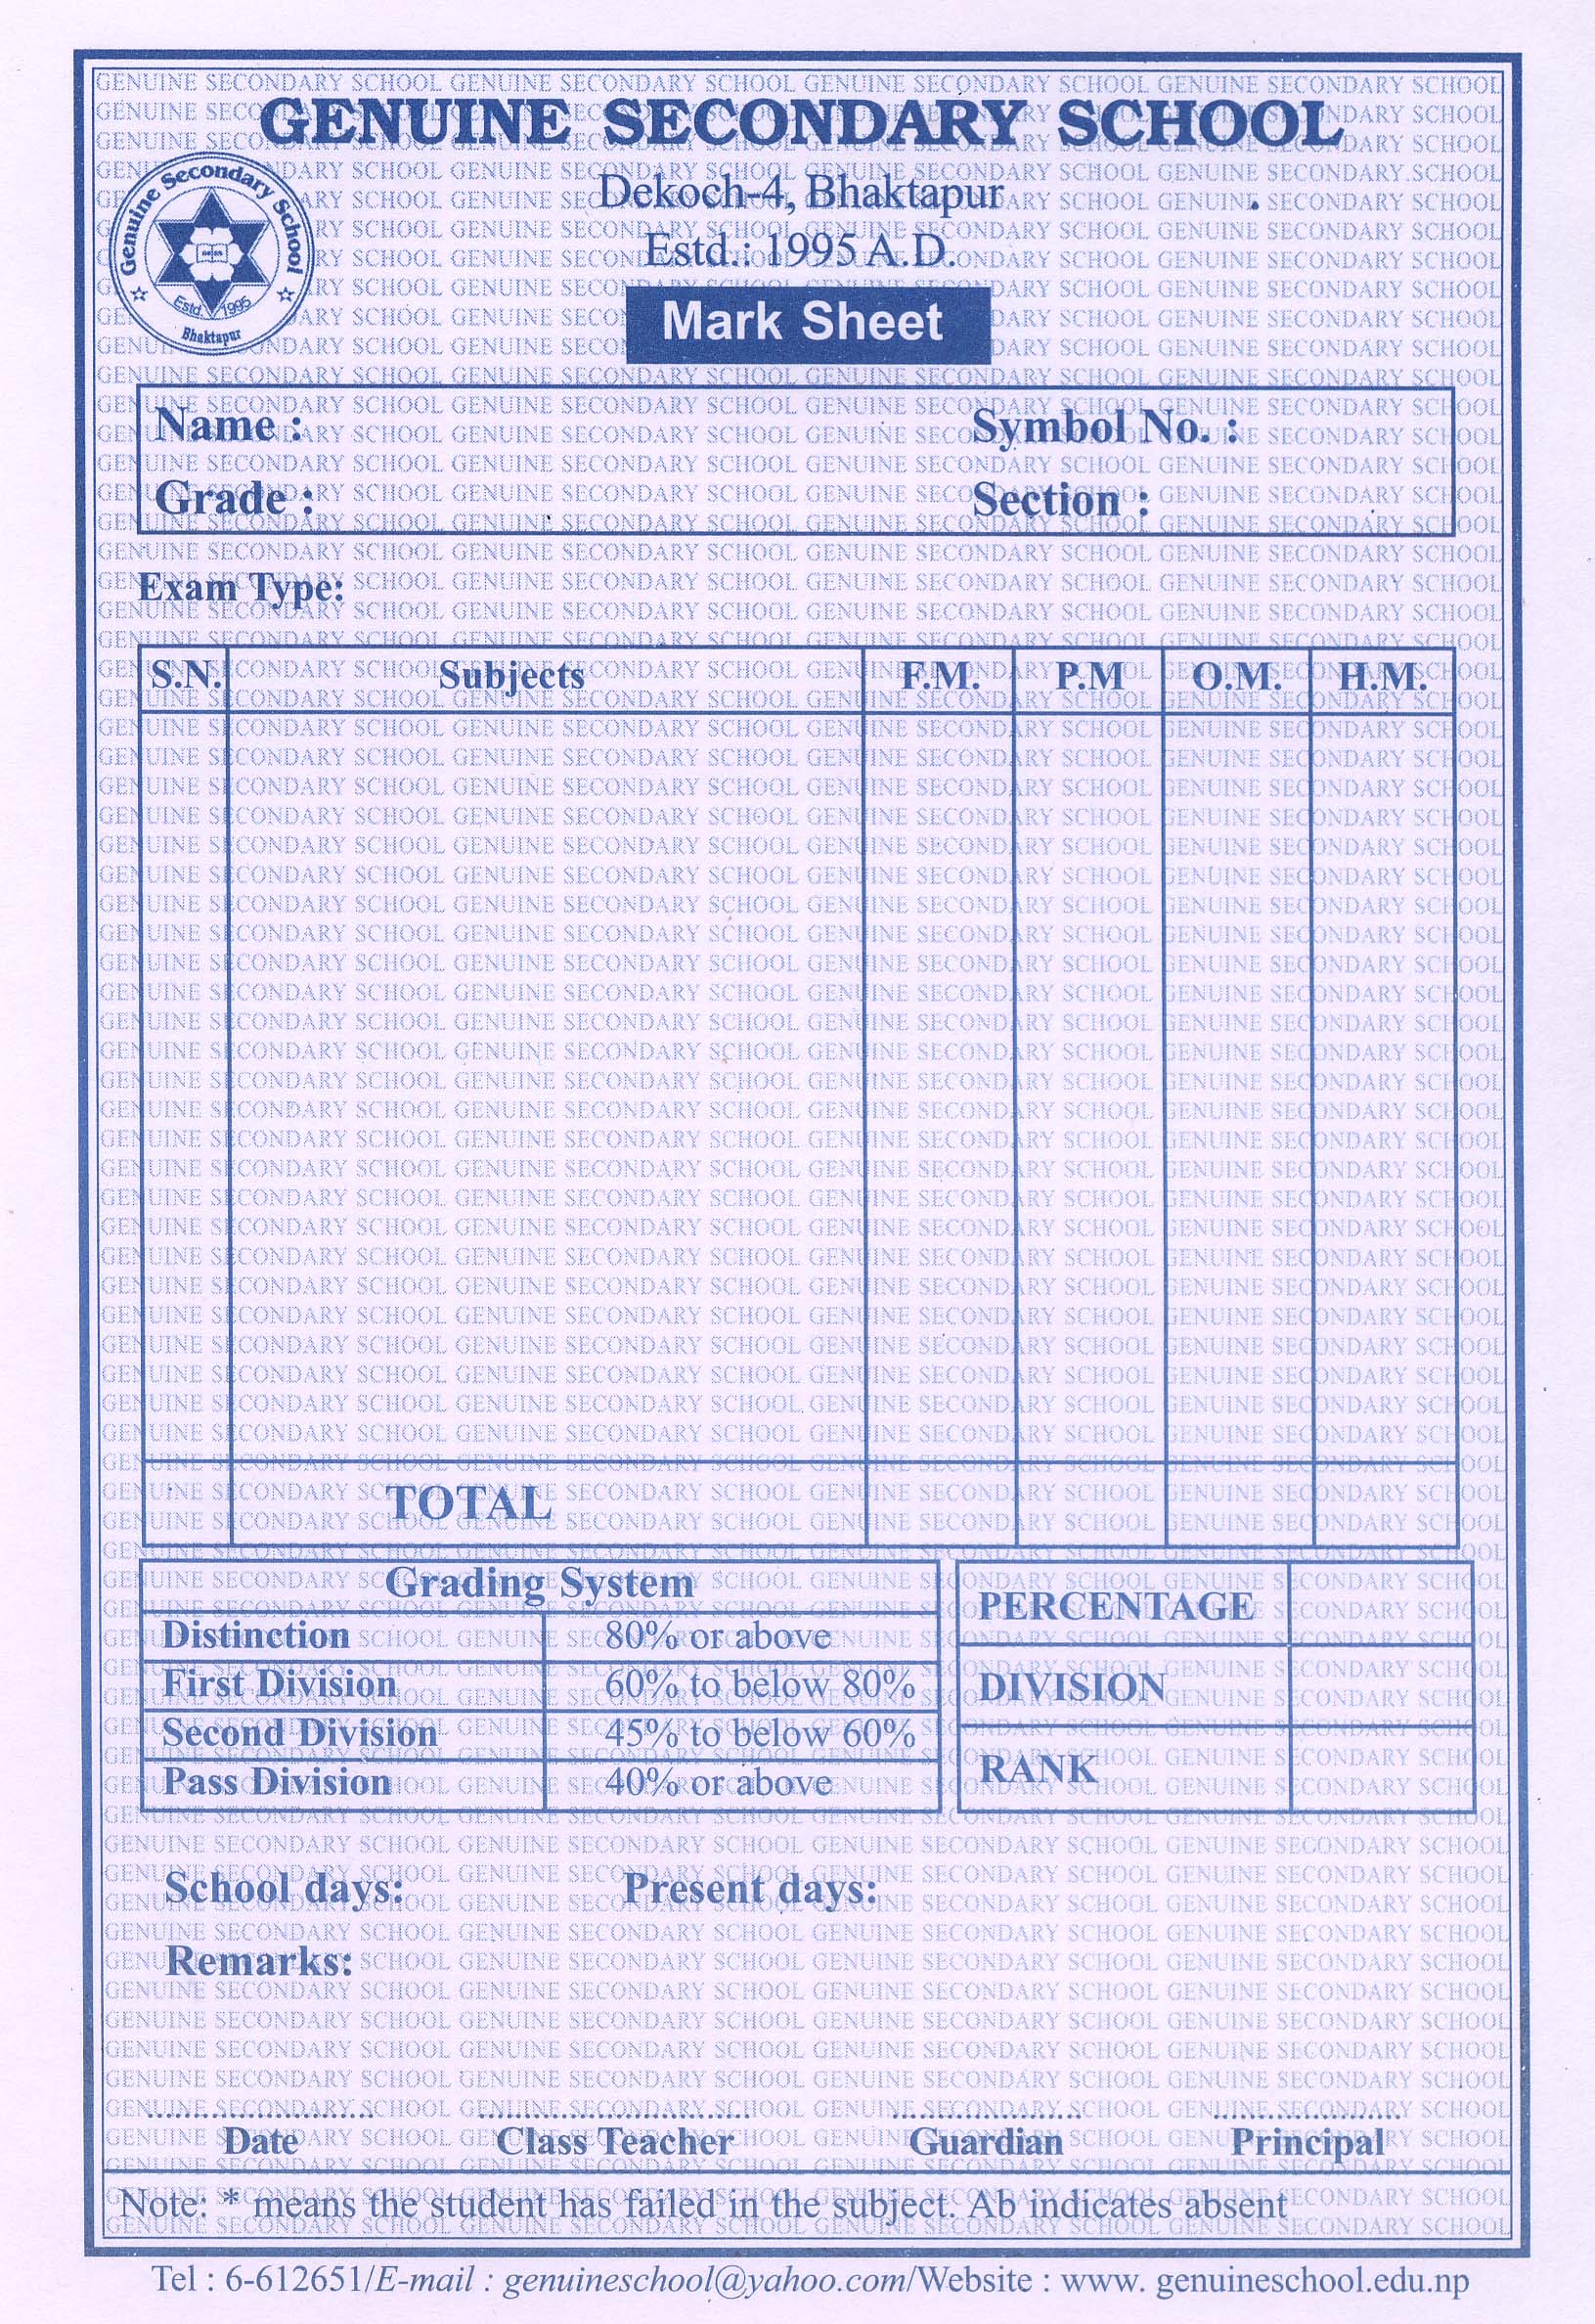 GENUINE SECONDARY SCHOOL
Genuine Secondary School
Estd. 1995
Bhaktapur
Dekoch-4, Bhaktapur
Estd.: 1995 A.D.
Mark Sheet
Name : Symbol No. :
Grade : Section :
Exam Type:
S.N. Subjects F.M. P.M O.M. H.M.
TOTAL
Grading System
Distinction 80% or above
First Division 60% to below 80%
Second Division 45% to below 60%
Pass Division 40% or above
PERCENTAGE
DIVISION
RANK
School days: Present days:
Remarks:
Date Class Teacher Guardian Principal
Note: * means the student has failed in the subject. Ab indicates absent
Tel : 6-612651/E-mail : genuineschool@yahoo.com/Website : www. genuineschool.edu.np